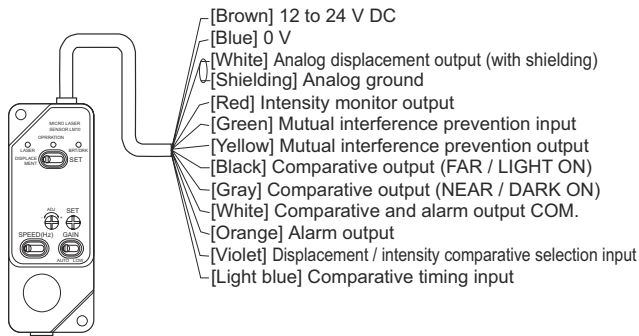 [Brown] 12 to 24 V DC
[Blue] 0 V
[White] Analog displacement output (with shielding)
[Shielding] Analog ground
[Red] Intensity monitor output
[Green] Mutual interference prevention input
[Yellow] Mutual interference prevention output
[Black] Comparative output (FAR / LIGHT ON)
[Gray] Comparative output (NEAR / DARK ON)
[White] Comparative and alarm output COM.
[Orange] Alarm output
[Violet] Displacement / intensity comparative selection input
[Light blue] Comparative timing input
MICRO LASER
SENSOR LM10
OPERATION
LASER BRT/DRK
DISPLACE
MENT SET
ADJ SET
- + - +
SPEED(Hz) GAIN
AUTO LOW